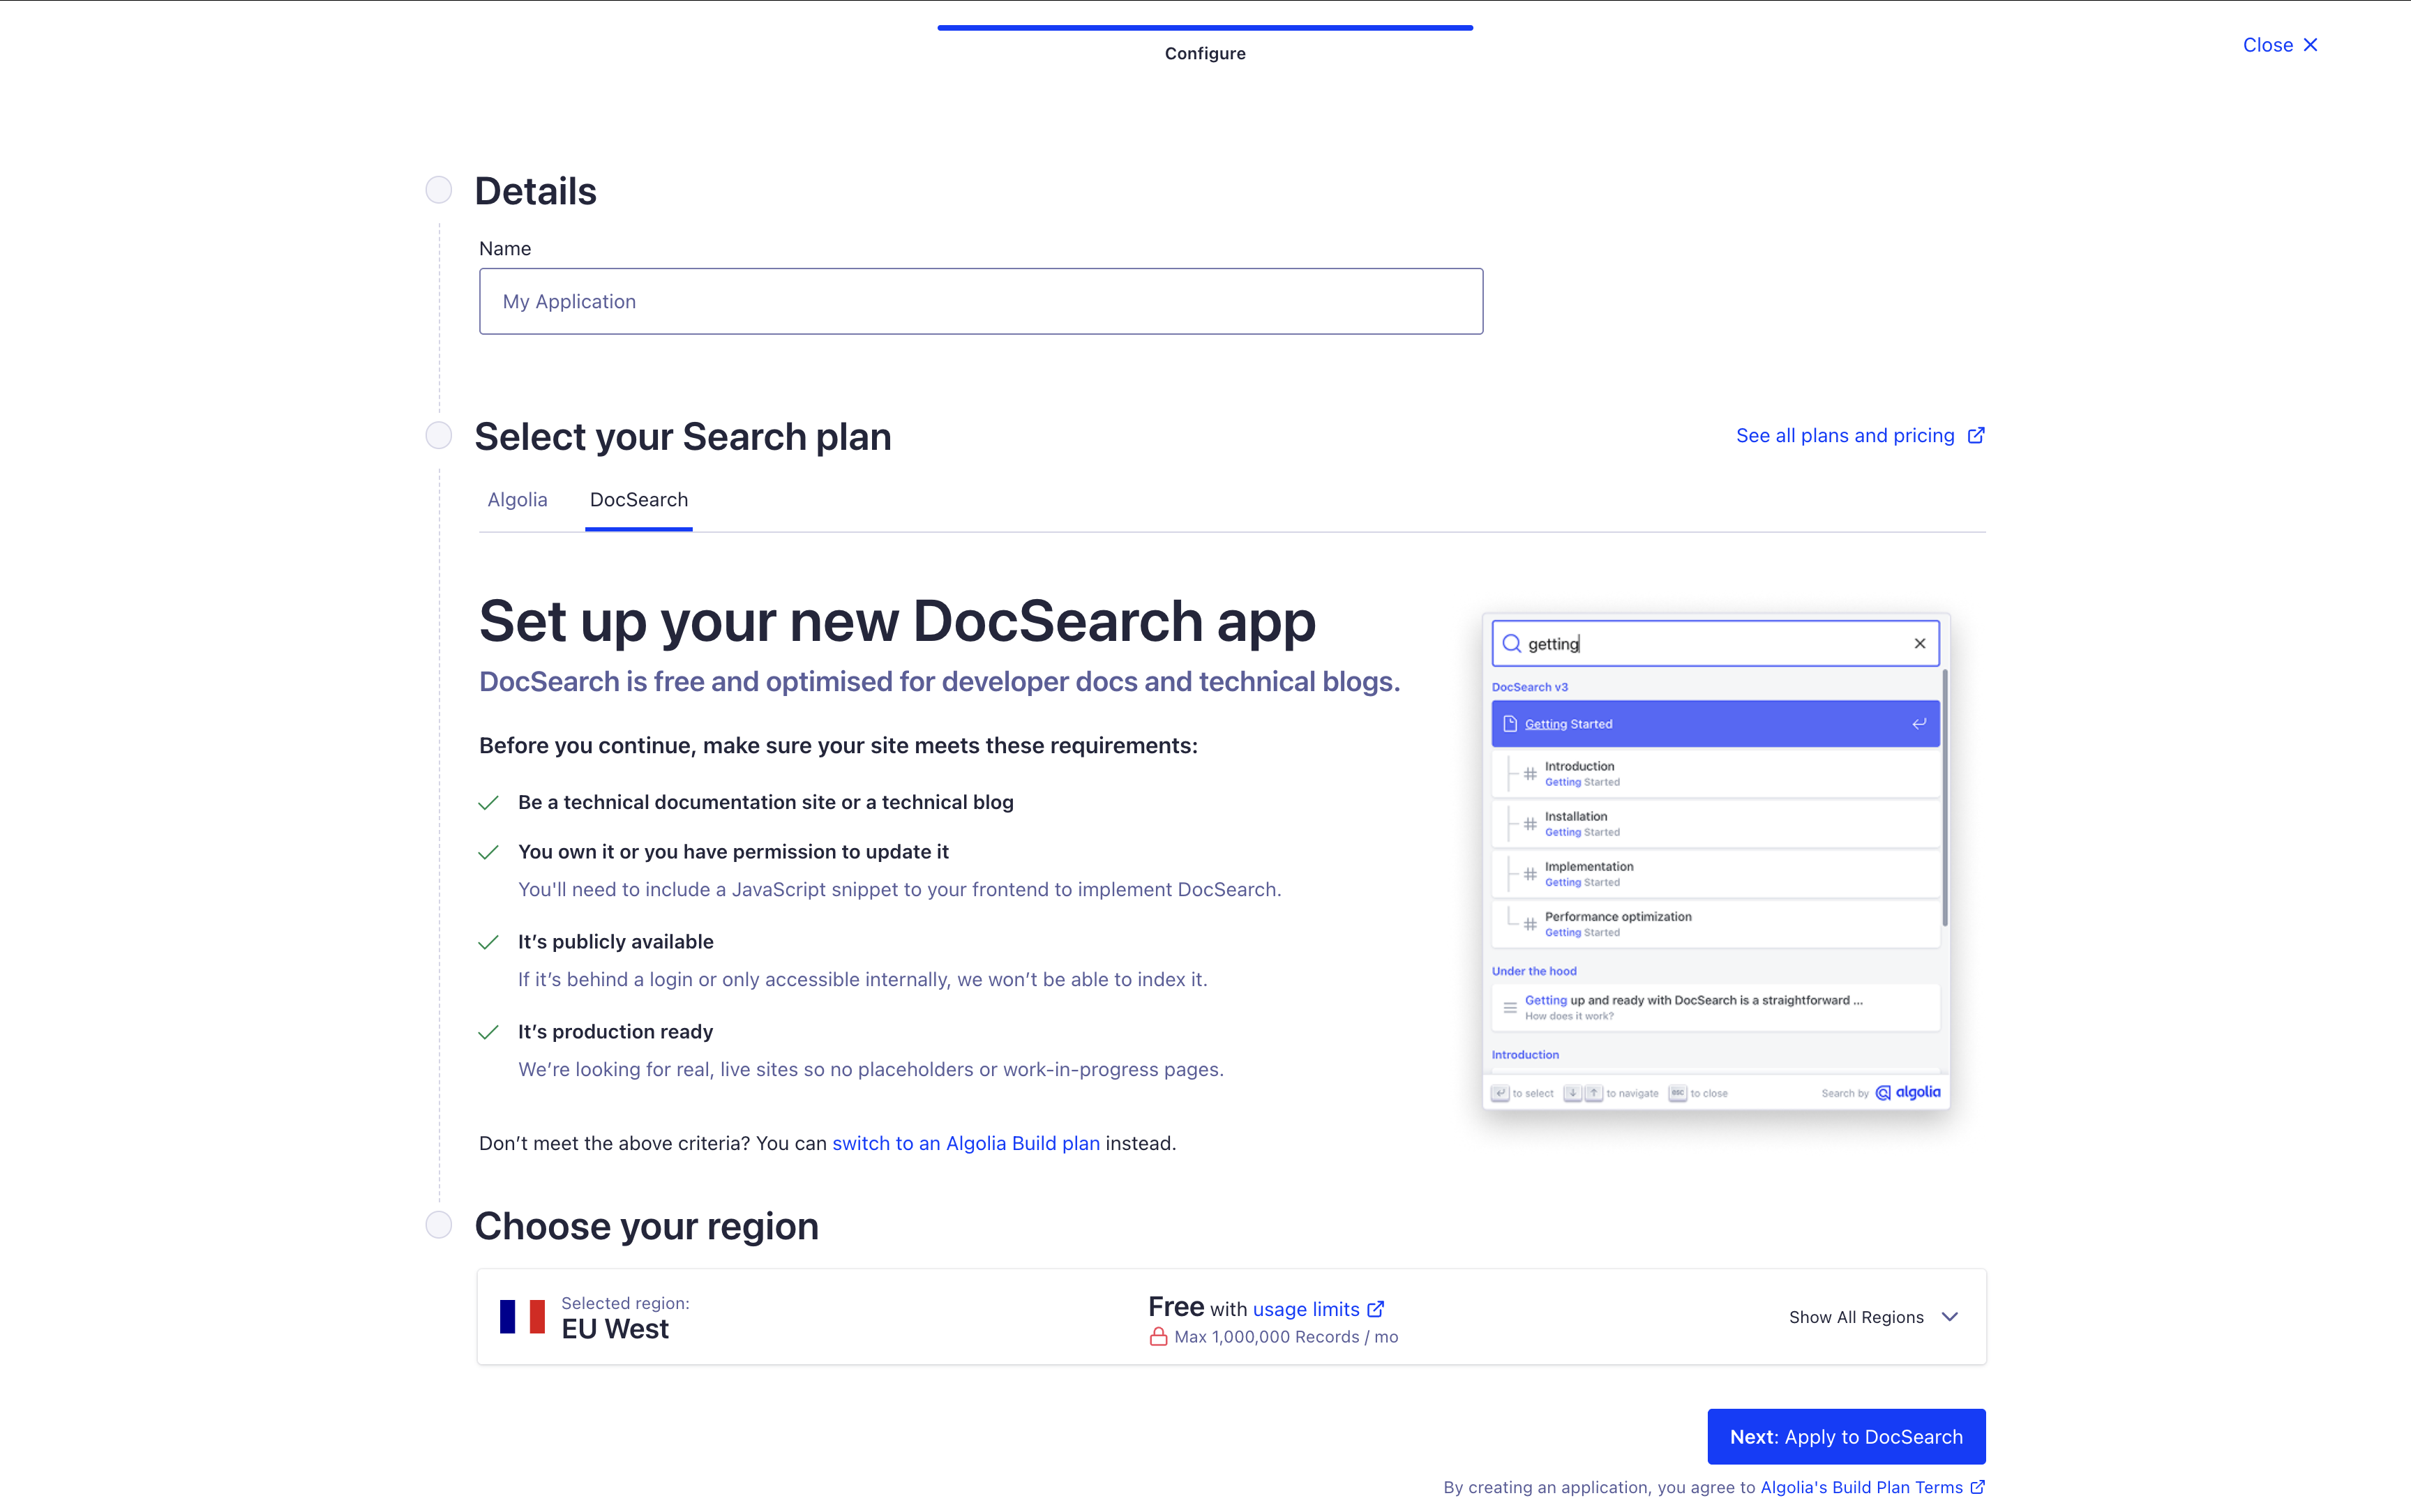 Configure
Close
Details
Name
My Application
Select your Search plan
See all plans and pricing
Algolia
DocSearch
Set up your new DocSearch app
DocSearch is free and optimised for developer docs and technical blogs.
Before you continue, make sure your site meets these requirements:
Be a technical documentation site or a technical blog
You own it or you have permission to update it
You'll need to include a JavaScript snippet to your frontend to implement DocSearch.
It’s publicly available
If it’s behind a login or only accessible internally, we won’t be able to index it.
It’s production ready
We’re looking for real, live sites so no placeholders or work-in-progress pages.
Don’t meet the above criteria? You can switch to an Algolia Build plan instead.
getting
DocSearch v3
Getting Started
Introduction
Getting Started
Installation
Getting Started
Implementation
Getting Started
Performance optimization
Getting Started
Under the hood
Getting up and ready with DocSearch is a straightforward ...
How does it work?
Introduction
to select
to navigate
esc to close
Search by algolia
Choose your region
Selected region:
EU West
Free with usage limits
Max 1,000,000 Records / mo
Show All Regions
Next: Apply to DocSearch
By creating an application, you agree to Algolia's Build Plan Terms